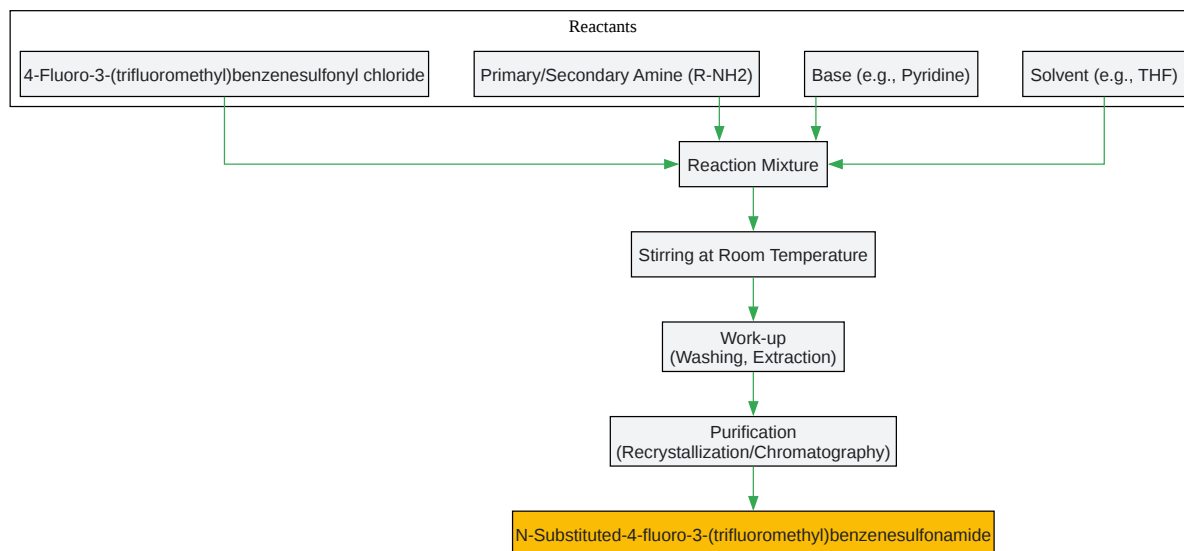 Reactants
4-Fluoro-3-(trifluoromethyl)benzenesulfonyl chloride
Primary/Secondary Amine (R-NH2)
Base (e.g., Pyridine)
Solvent (e.g., THF)
Reaction Mixture
Stirring at Room Temperature
Work-up
(Washing, Extraction)
Purification
(Recrystallization/Chromatography)
N-Substituted-4-fluoro-3-(trifluoromethyl)benzenesulfonamide